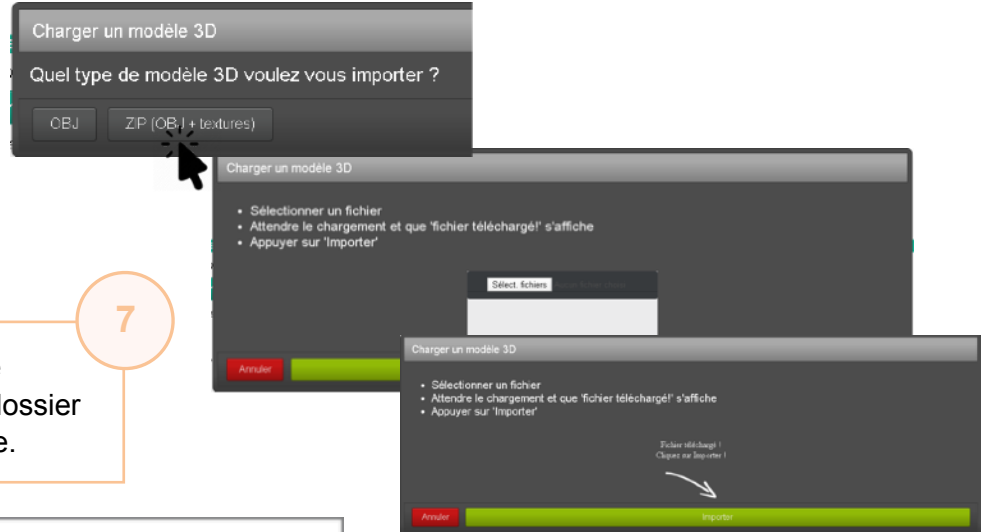 Charger un modèle 3D
Quel type de modèle 3D voulez vous importer ?
OBJ
ZIP (OBJ + textures)
Charger un modèle 3D
• Sélectionner un fichier
• Attendre le chargement et que 'fichier téléchargé!' s'affiche
• Appuyer sur 'Importer'
Sélect. fichiers
Annuler
7
ossier
e.
Charger un modèle 3D
• Sélectionner un fichier
• Attendre le chargement et que 'fichier téléchargé!' s'affiche
• Appuyer sur 'Importer'
Fichier téléchargé !
Cliquez sur Importer !
Annuler
Importer